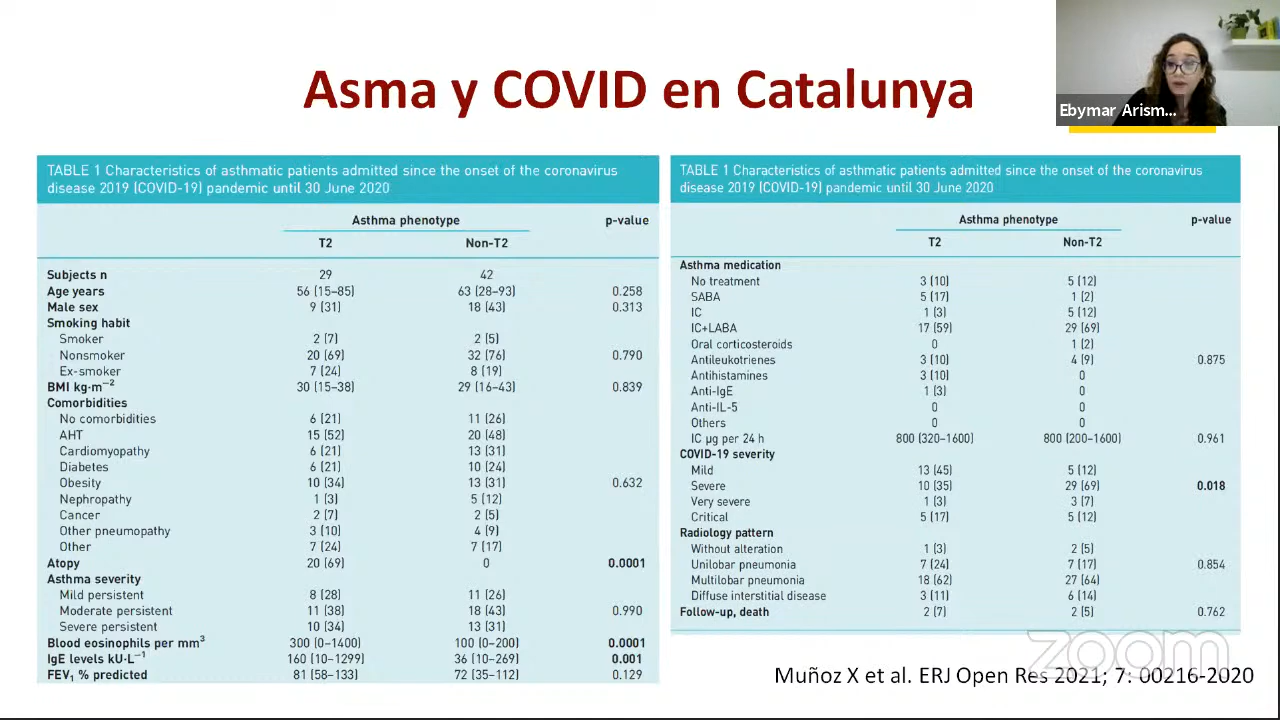 Asma y COVID en Catalunya
Ebymar Arism...
TABLE 1 Characteristics of asthmatic patients admitted since the onset of the coronavirus
disease 2019 (COVID-19) pandemic until 30 June 2020
Asthma phenotype p-value
T2 Non-T2
Subjects n 29 42
Age years 56 (15–85) 63 (28–93) 0.258
Male sex 9 (31) 18 (43) 0.313
Smoking habit
Smoker 2 (7) 2 (5)
Nonsmoker 20 (69) 32 (76) 0.790
Ex-smoker 7 (24) 8 (19)
BMI kg·m⁻² 30 (15–38) 29 (16–43) 0.839
Comorbidities
No comorbidities 6 (21) 11 (26)
AHT 15 (52) 20 (48)
Cardiomyopathy 6 (21) 13 (31)
Diabetes 6 (21) 10 (24)
Obesity 10 (34) 13 (31) 0.632
Nephropathy 1 (3) 5 (12)
Cancer 2 (7) 2 (5)
Other pneumopathy 3 (10) 4 (9)
Other 7 (24) 7 (17)
Atopy 20 (69) 0 0.0001
Asthma severity
Mild persistent 8 (28) 11 (26)
Moderate persistent 11 (38) 18 (43) 0.990
Severe persistent 10 (34) 13 (31)
Blood eosinophils per mm³ 300 (0–1400) 100 (0–200) 0.0001
IgE levels kU·L⁻¹ 160 (10–1299) 36 (10–269) 0.001
FEV₁ % predicted 81 (58–133) 72 (35–112) 0.129
TABLE 1 Characteristics of asthmatic patients admitted since the onset of the coronavirus
disease 2019 (COVID-19) pandemic until 30 June 2020
Asthma phenotype p-value
T2 Non-T2
Asthma medication
No treatment 3 (10) 5 (12)
SABA 5 (17) 1 (2)
IC 1 (3) 5 (12)
IC+LABA 17 (59) 29 (69)
Oral corticosteroids 0 1 (2)
Antileukotrienes 3 (10) 4 (9) 0.875
Antihistamines 3 (10) 0
Anti-IgE 1 (3) 0
Anti-IL-5 0 0
Others 0 0
IC µg per 24 h 800 (320–1600) 800 (200–1600) 0.961
COVID-19 severity
Mild 13 (45) 5 (12)
Severe 10 (35) 29 (69) 0.018
Very severe 1 (3) 3 (7)
Critical 5 (17) 5 (12)
Radiology pattern
Without alteration 1 (3) 2 (5)
Unilobar pneumonia 7 (24) 7 (17) 0.854
Multilobar pneumonia 18 (62) 27 (64)
Diffuse interstitial disease 3 (11) 6 (14)
Follow-up, death 2 (7) 2 (5) 0.762
zoom
Muñoz X et al. ERJ Open Res 2021; 7: 00216-2020